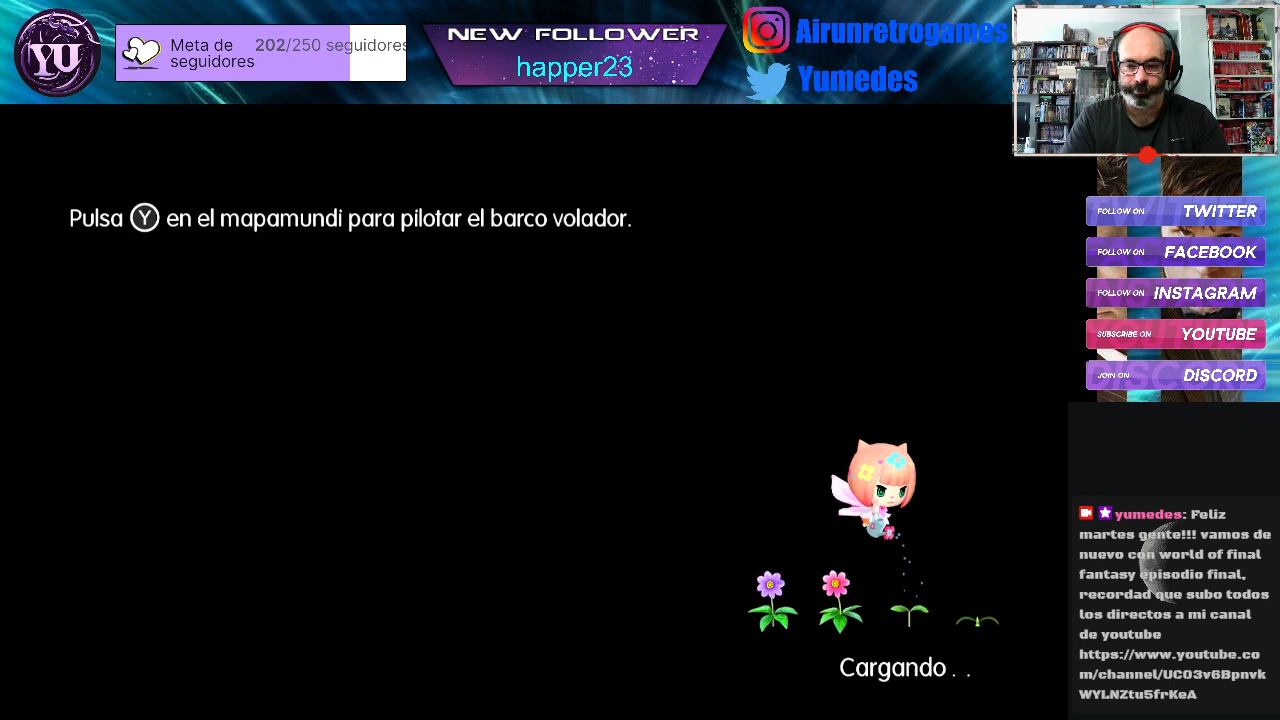 YU
Meta de seguidores
202/250 seguidores
NEW FOLLOWER
happer23
Airunretrogames
Yumedes
Pulsa Y en el mapamundi para pilotar el barco volador.
FOLLOW ON TWITTER
FOLLOW ON FACEBOOK
FOLLOW ON INSTAGRAM
SUBSCRIBE ON YOUTUBE
JOIN ON DISCORD
yumedes: Feliz
martes gente!!! vamos de
nuevo con world of final
fantasy episodio final,
recordad que subo todos
los directos a mi canal
de youtube
https://www.youtube.co
m/channel/UC03v6Bpnvk
WYLNZtu5frKeA
Cargando . .